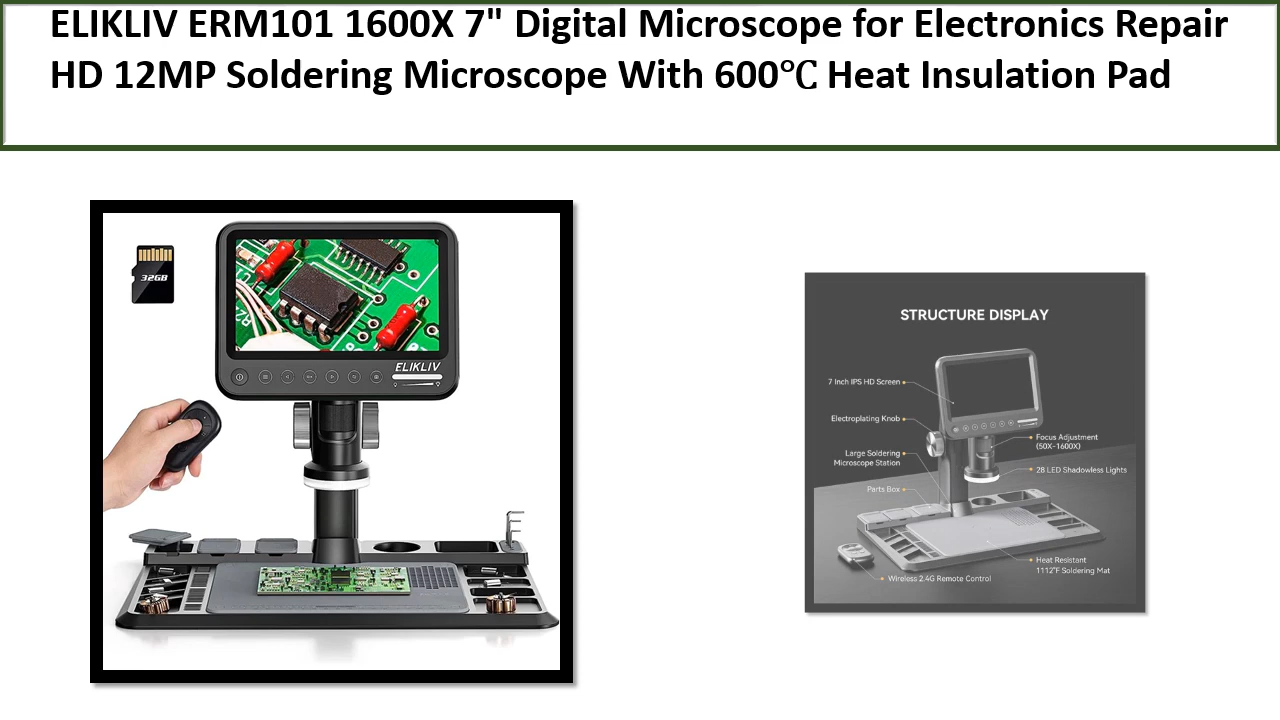 ELIKLIV ERM101 1600X 7" Digital Microscope for Electronics Repair
HD 12MP Soldering Microscope With 600℃ Heat Insulation Pad
32GB
ELIKLIV
STRUCTURE DISPLAY
7 Inch IPS HD Screen
Electroplating Knob
Large Soldering
Microscope Station
Parts Box
Focus Adjustment
(50X-1600X)
28 LED Shadowless Lights
Heat Resistant
1112°F Soldering Mat
Wireless 2.4G Remote Control